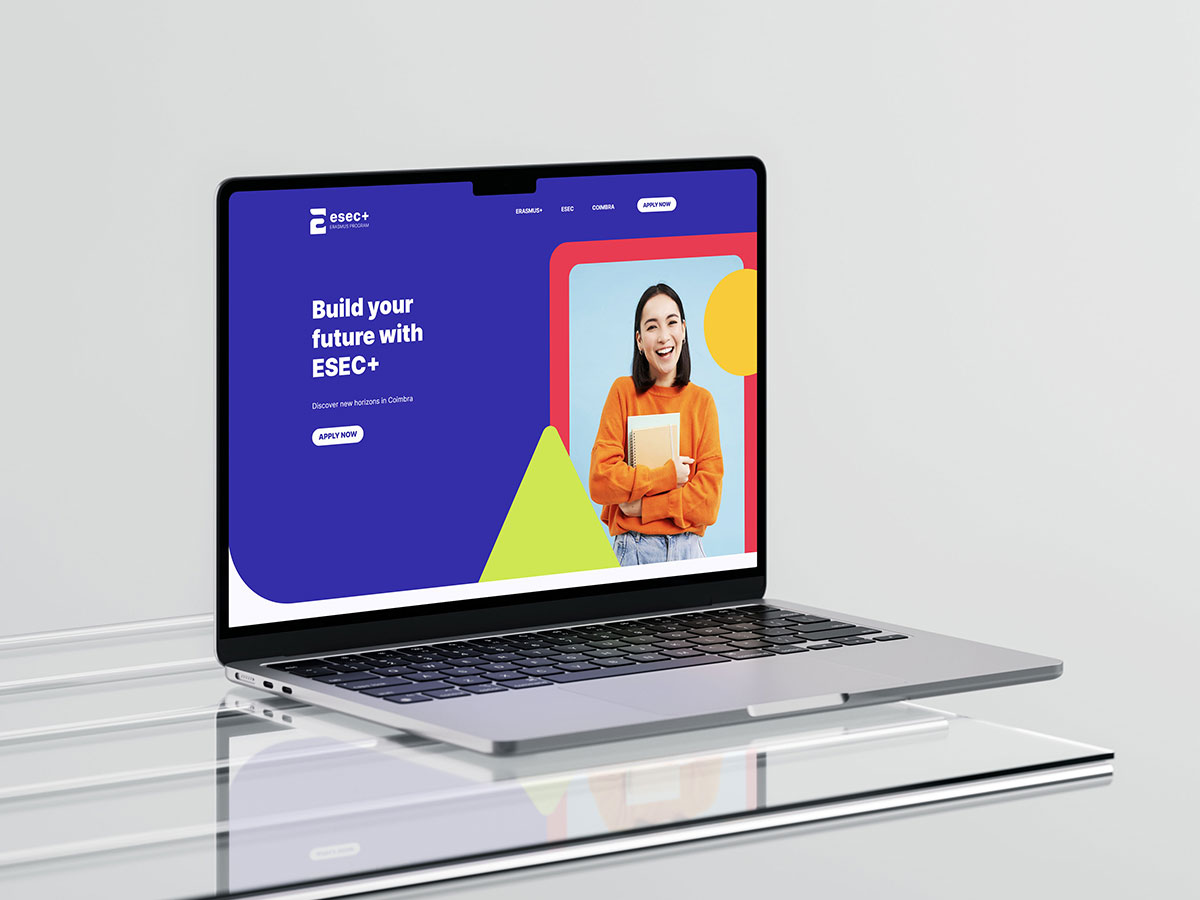 esec+
ERASMUS PROGRAM
ERASMUS+
ESEC
COIMBRA
APPLY NOW
Build your
future with
ESEC+
Discover new horizons in Coimbra
APPLY NOW